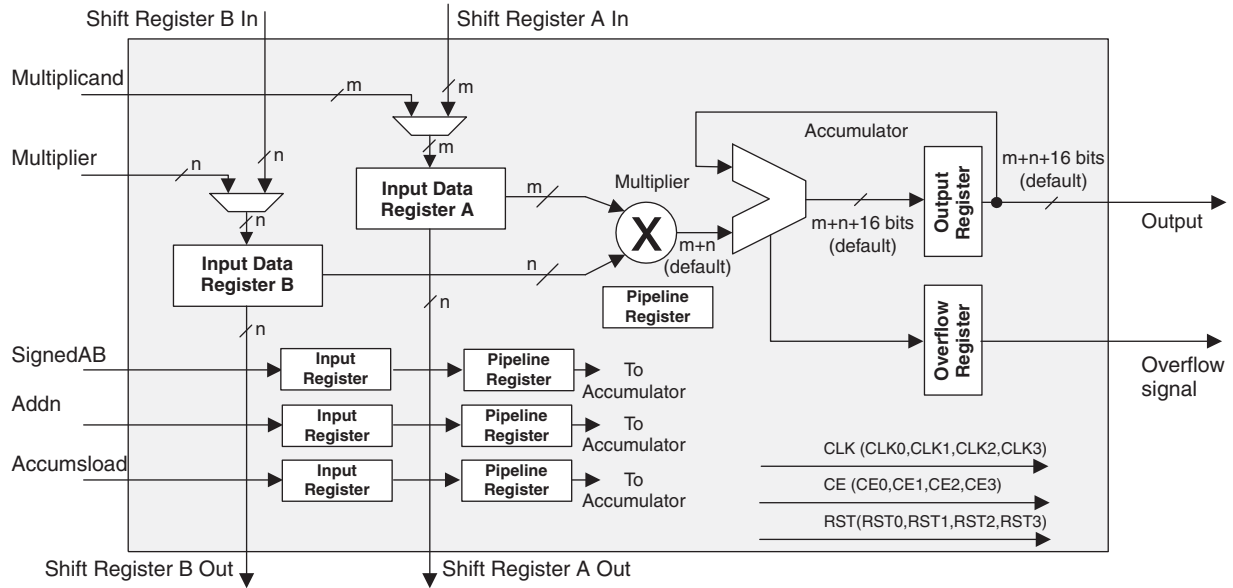 Shift Register B In
Shift Register A In
Multiplicand
m
m
Multiplier
n
n
m
Accumulator
m+n+16 bits
(default)
Input Data
Register A
m
Multiplier
X
m+n
(default)
m+n+16 bits
(default)
Output
Register
Output
n
Input Data
Register B
n
n
n
Pipeline
Register
Overflow
Register
Overflow
signal
SignedAB
Input
Register
Pipeline
Register
To
Accumulator
Addn
Input
Register
Pipeline
Register
To
Accumulator
Accumsload
Input
Register
Pipeline
Register
To
Accumulator
CLK (CLK0,CLK1,CLK2,CLK3)
CE (CE0,CE1,CE2,CE3)
RST(RST0,RST1,RST2,RST3)
Shift Register B Out
Shift Register A Out